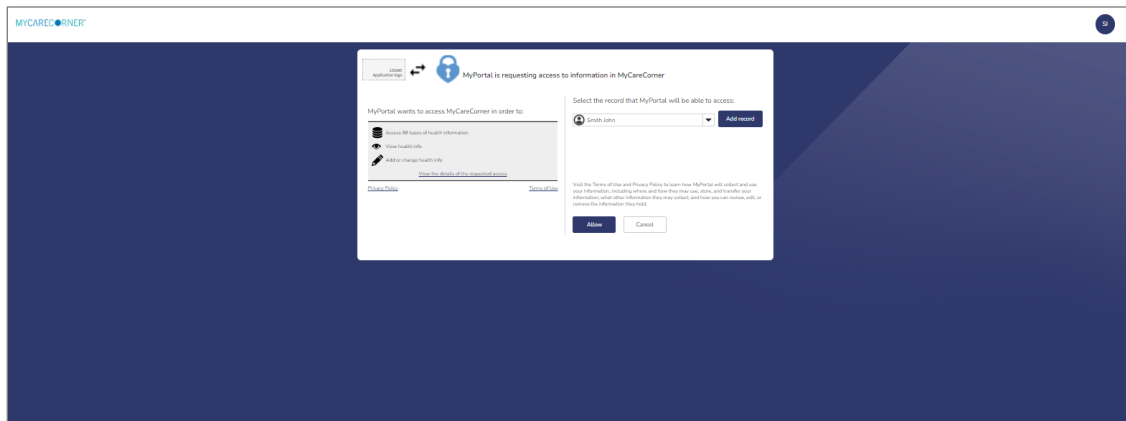 MYCARECORNER
SI
120x60
Application logo
MyPortal is requesting access to information in MyCareCorner
MyPortal wants to access MyCareCorner in order to:
Access 88 types of health information
View health info
Add or change health info
View the details of the requested access
Privacy Policy
Terms of Use
Select the record that MyPortal will be able to access:
Smith John
Add record
Visit the Terms of Use and Privacy Policy to learn how MyPortal will collect and use
your information, including where and how they may use, store, and transfer your
information; what other information they may collect; and how you can review, edit, or
remove the information they hold.
Allow
Cancel